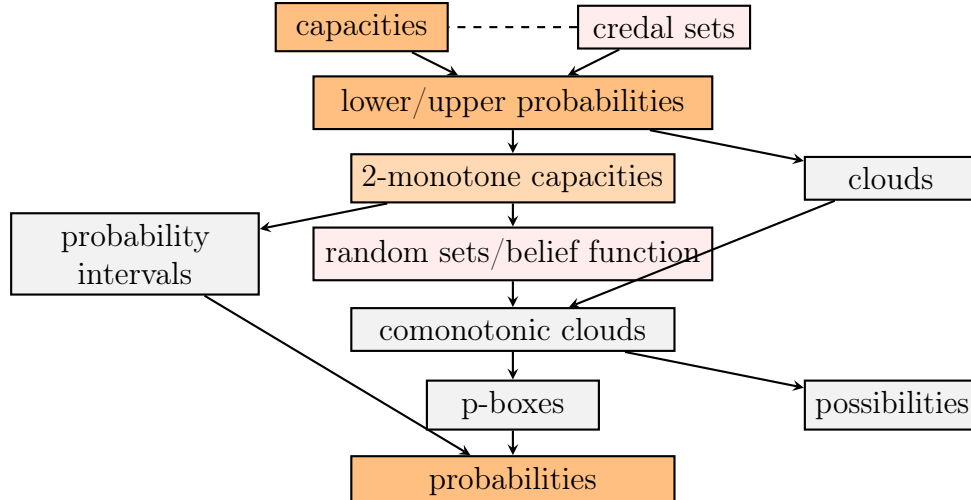 capacities
credal sets
lower/upper probabilities
2-monotone capacities
clouds
probability
intervals
random sets/belief function
comonotonic clouds
p-boxes
possibilities
probabilities